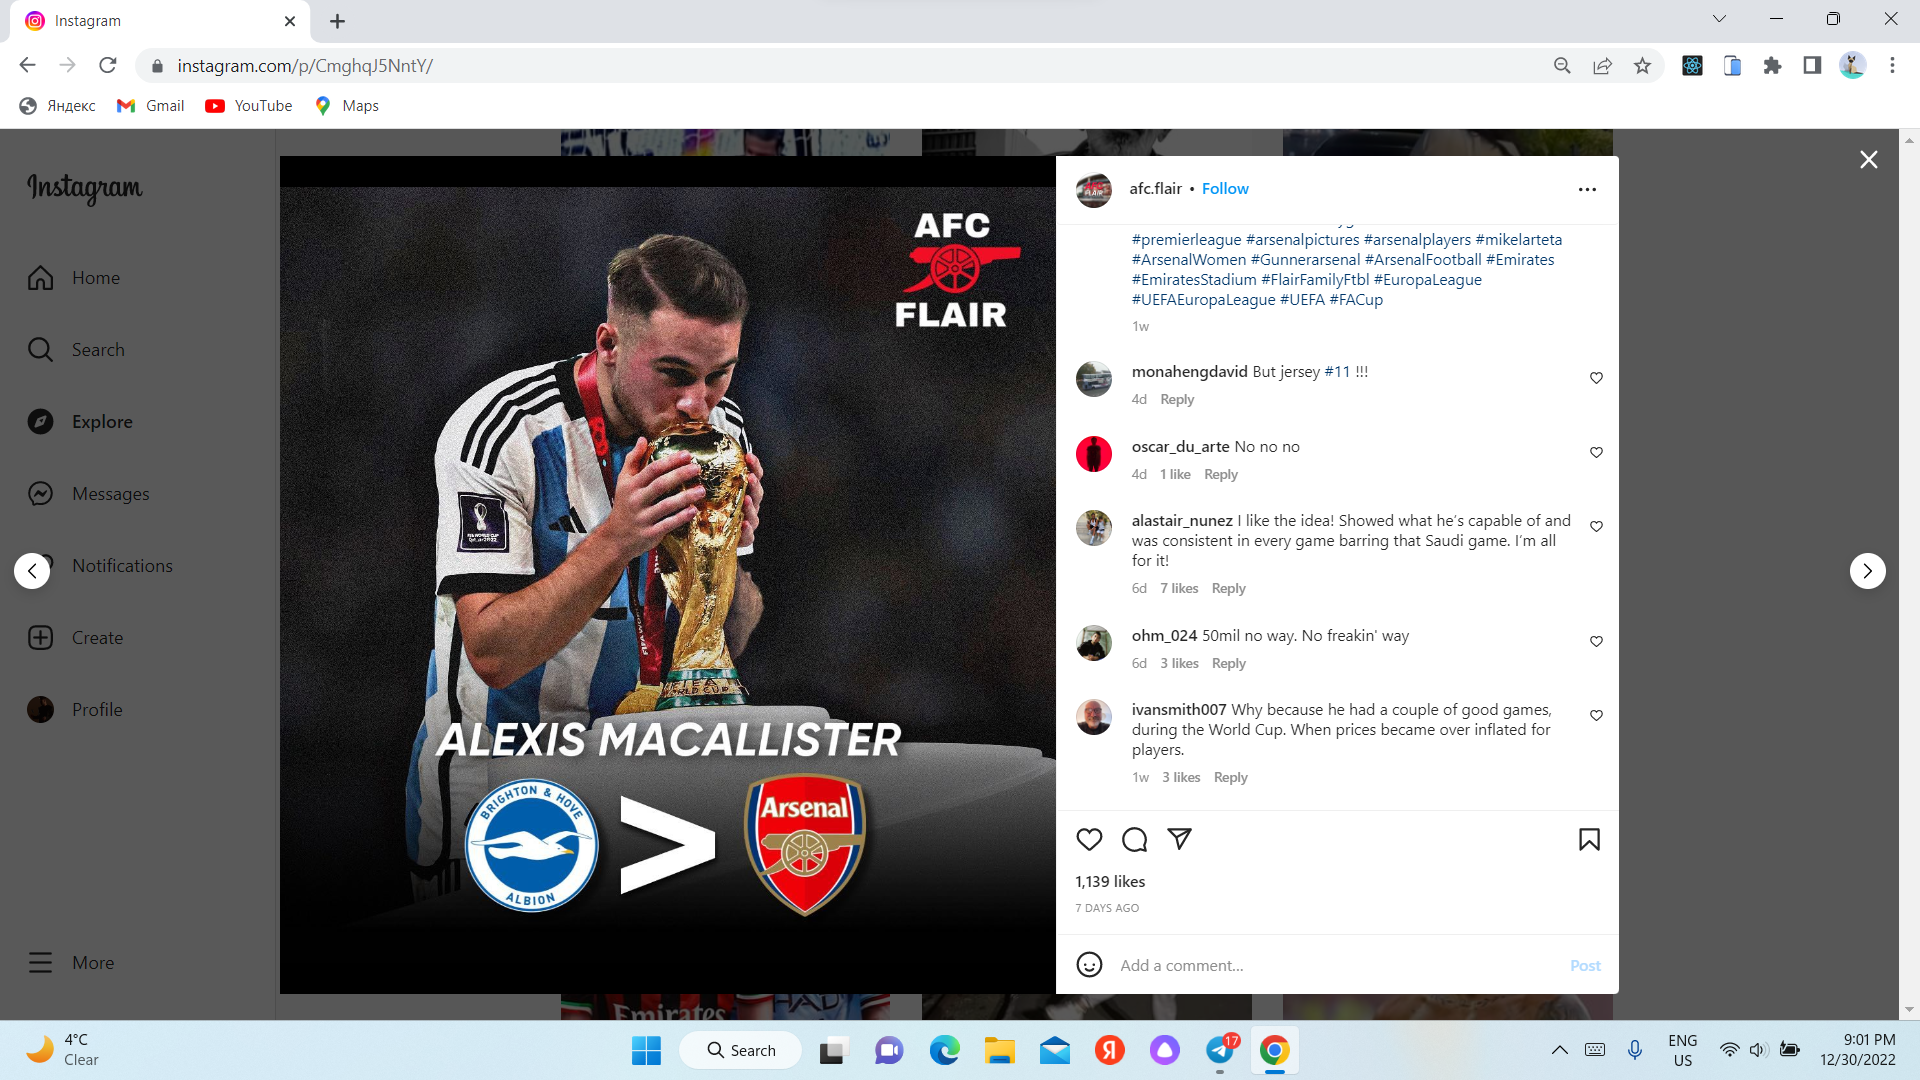 Instagram
instagram.com/p/CmghqJ5NntY/
Яндекс
Gmail
YouTube
Maps
Instagram
Home
Search
Explore
Messages
Notifications
Create
Profile
More
AFC
FLAIR
FIFA WORLD CUP
ALEXIS MACALLISTER
BRIGHTON & HOVE
ALBION
>
Arsenal
Emirates
afc.flair • Follow
#premierleague #arsenalpictures #arsenalplayers #mikelarteta
#ArsenalWomen #Gunnerarsenal #ArsenalFootball #Emirates
#EmiratesStadium #FlairFamilyFtbl #EuropaLeague
#UEFAEuropaLeague #UEFA #FACup
1w
monahengdavid But jersey #11 !!!
4d Reply
oscar_du_arte No no no
4d 1 like Reply
alastair_nunez I like the idea! Showed what he's capable of and
was consistent in every game barring that Saudi game. I'm all
for it!
6d 7 likes Reply
ohm_024 50mil no way. No freakin' way
6d 3 likes Reply
ivansmith007 Why because he had a couple of good games,
during the World Cup. When prices became over inflated for
players.
1w 3 likes Reply
1,139 likes
7 DAYS AGO
Add a comment...
Post
4°C
Clear
Search
17
ENG
US
9:01 PM
12/30/2022